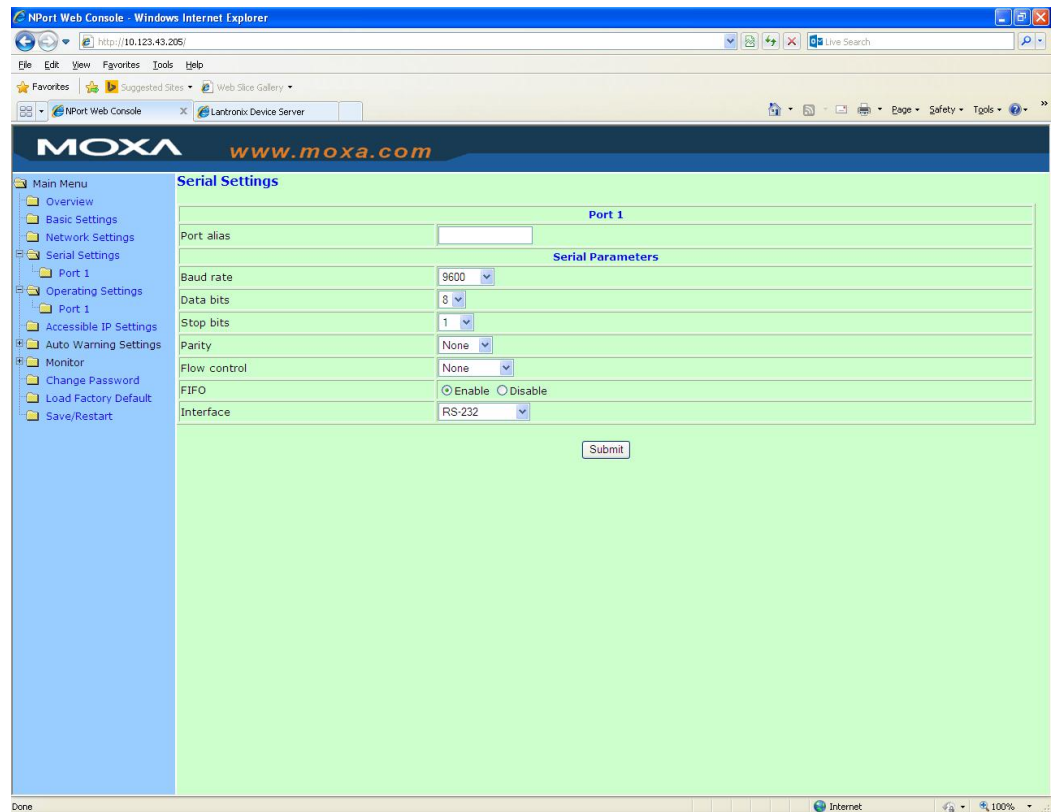 NPort Web Console - Windows Internet Explorer
http://10.123.43.205/
Live Search
File Edit View Favorites Tools Help
Favorites Suggested Sites Web Slice Gallery
NPort Web Console Lantronix Device Server
Page Safety Tools
MOXA www.moxa.com
Main Menu
Overview
Basic Settings
Network Settings
Serial Settings
Port 1
Operating Settings
Port 1
Accessible IP Settings
Auto Warning Settings
Monitor
Change Password
Load Factory Default
Save/Restart
Serial Settings
Port 1
Port alias
Serial Parameters
Baud rate 9600
Data bits 8
Stop bits 1
Parity None
Flow control None
FIFO Enable Disable
Interface RS-232
Submit
Done Internet 100%